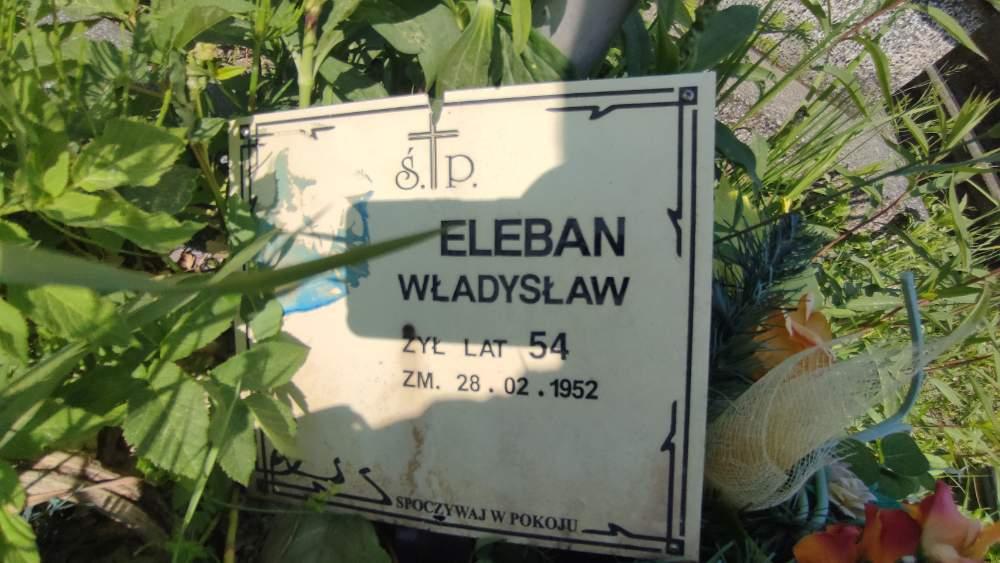 Ś. P.
ELEBAN
WŁADYSŁAW
ŻYŁ LAT 54
ZM. 28.02.1952
SPOCZYWAJ W POKOJU